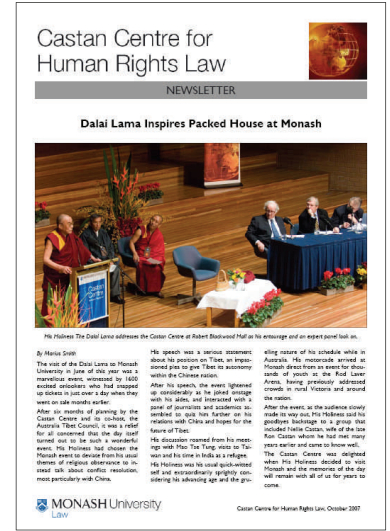 Castan Centre for
Human Rights Law
NEWSLETTER
Dalai Lama Inspires Packed House at Monash
Castan
Centre
His Holiness The Dalai Lama addresses the Castan Centre at Robert Blackwood Hall as his entourage and an expert panel look on.
By Marius Smith
The visit of the Dalai Lama to Monash
University in June of this year was a
marvellous event, witnessed by 1600
excited onlookers who had snapped
up tickets in just over a day when they
went on sale months earlier.
After six months of planning by the
Castan Centre and its co-host, the
Australia Tibet Council, it was a relief
for all concerned that the day itself
turned out to be such a wonderful
event. His Holiness had chosen the
Monash event to deviate from his usual
themes of religious observance to in-
stead talk about conflict resolution,
most particularly with China.
His speech was a serious statement
about his position on Tibet, an impas-
sioned plea to give Tibet its autonomy
within the Chinese nation.
After his speech, the event lightened
up considerably as he joked onstage
with his aides, and interacted with a
panel of journalists and academics as-
sembled to quiz him further on his
relations with China and hopes for the
future of Tibet.
His discussion roamed from his meet-
ings with Mao Tse Tung, visits to Tai-
wan and his time in India as a refugee.
His Holiness was his usual quick-witted
self and extraordinarily sprightly con-
sidering his advancing age and the gru-
elling nature of his schedule while in
Australia. His motorcade arrived at
Monash direct from an event for thou-
sands of youth at the Rod Laver
Arena, having previously addressed
crowds in rural Victoria and around
the nation.
After the event, as the audience slowly
made its way out, His Holiness said his
goodbyes backstage to a group that
included Nellie Castan, wife of the late
Ron Castan whom he had met many
years earlier and came to know well.
The Castan Centre was delighted
when His Holiness decided to visit
Monash and the memories of the day
will remain with all of us for years to
come.
MONASH University
Law
Castan Centre for Human Rights Law, October 2007